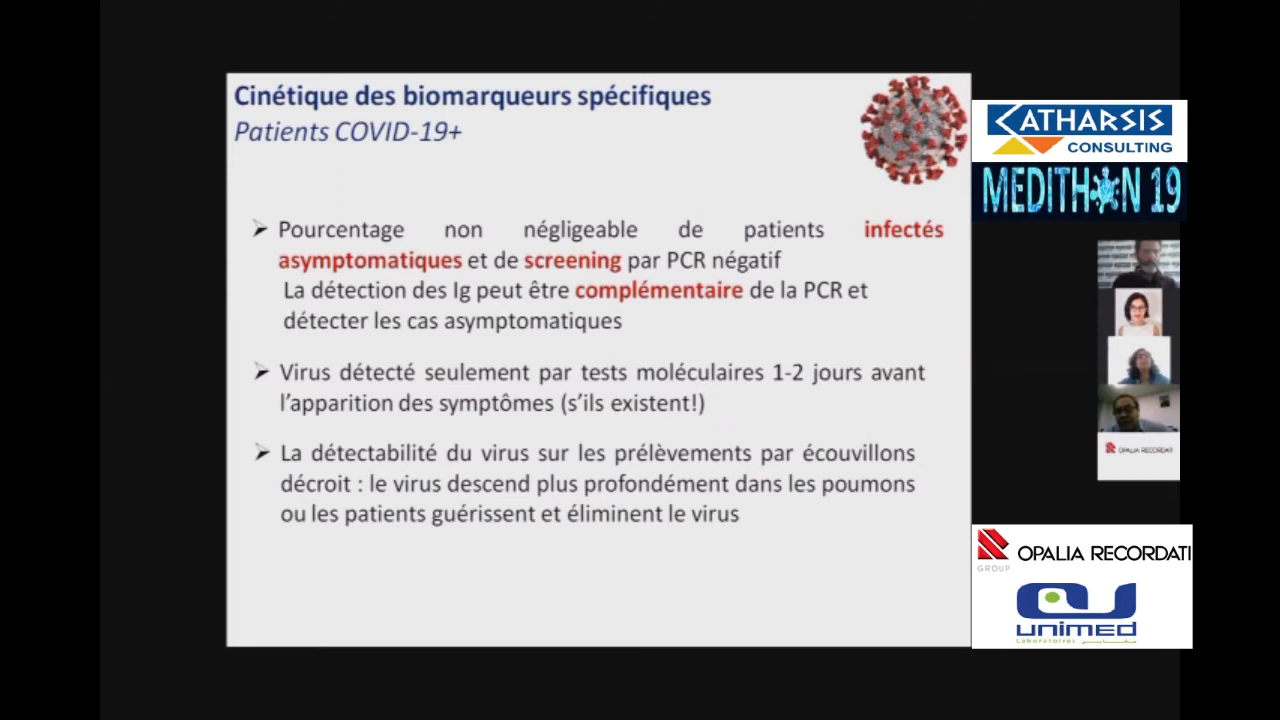 Cinétique des biomarqueurs spécifiques
Patients COVID-19+
Pourcentage non négligeable de patients infectés
asymptomatiques et de screening par PCR négatif
La détection des Ig peut être complémentaire de la PCR et
détecter les cas asymptomatiques
Virus détecté seulement par tests moléculaires 1-2 jours avant
l'apparition des symptômes (s'ils existent!)
La détectabilité du virus sur les prélèvements par écouvillons
décroit : le virus descend plus profondément dans les poumons
ou les patients guérissent et éliminent le virus
KATHARSIS
CONSULTING
MEDITHON 19
OPALIA RECORDATI
OPALIA RECORDATI
GROUP
unimed
Laboratoires مخابر